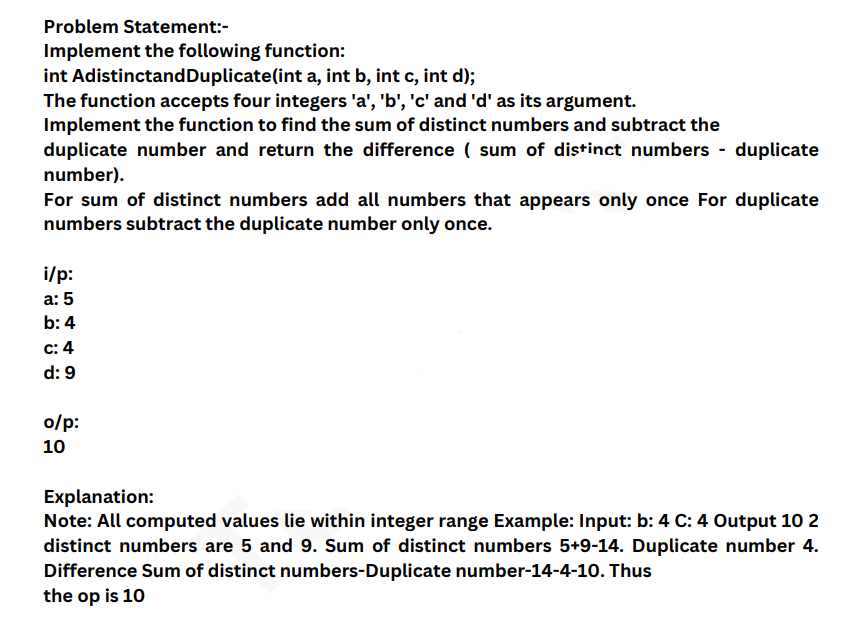 Problem Statement:-
Implement the following function:
int AdistinctandDuplicate(int a, int b, int c, int d);
The function accepts four integers 'a', 'b', 'c' and 'd' as its argument.
Implement the function to find the sum of distinct numbers and subtract the
duplicate number and return the difference ( sum of distinct numbers - duplicate
number).
For sum of distinct numbers add all numbers that appears only once For duplicate
numbers subtract the duplicate number only once.
i/p:
a: 5
b: 4
c: 4
d: 9
o/p:
10
Explanation:
Note: All computed values lie within integer range Example: Input: b: 4 C: 4 Output 10 2
distinct numbers are 5 and 9. Sum of distinct numbers 5+9-14. Duplicate number 4.
Difference Sum of distinct numbers-Duplicate number-14-4-10. Thus
the op is 10